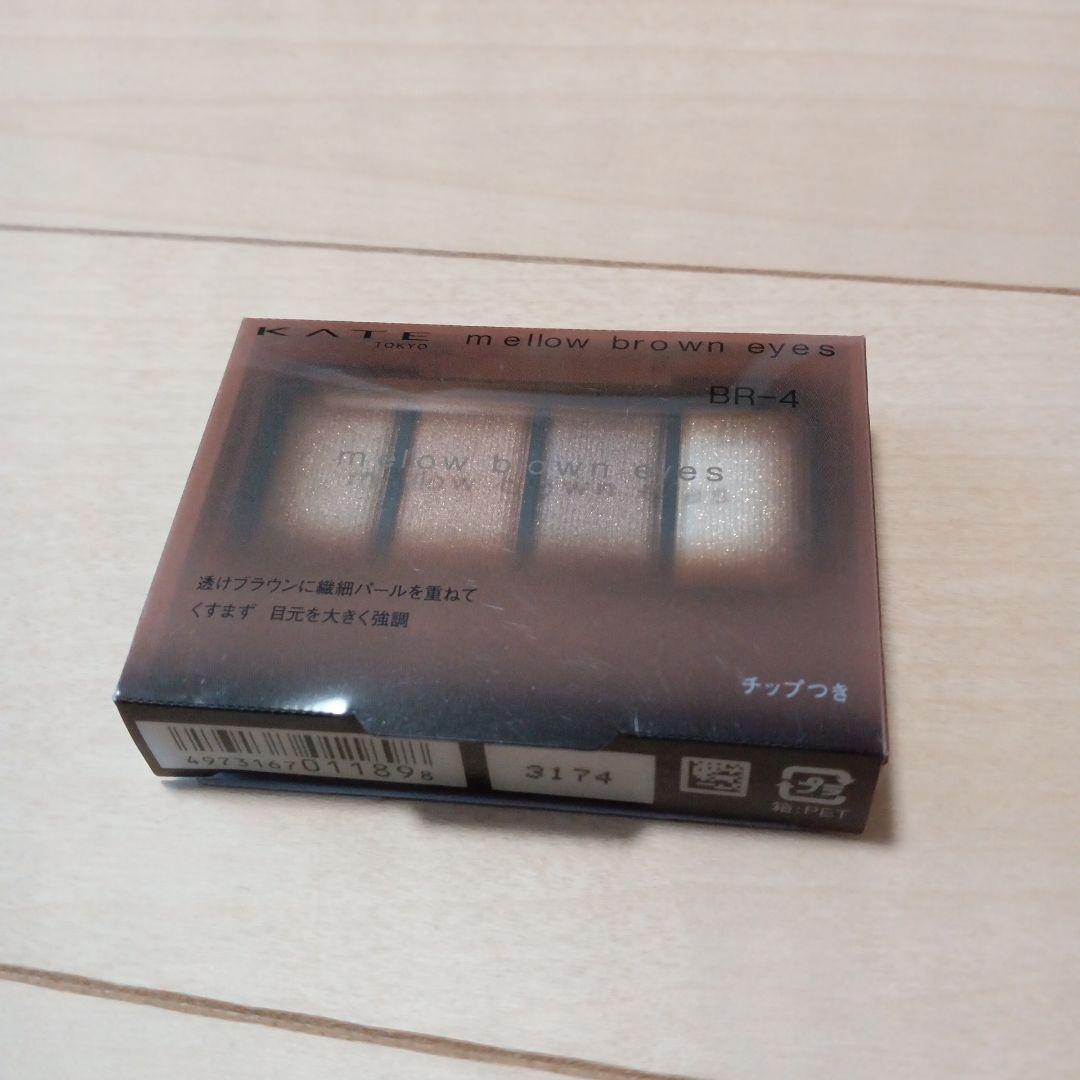 KATE mellow brown eyes
TOKYO
BR-4
mellow brown eyes
透けブラウンに繊細パールを重ねて
くすまず 目元を大きく強調
チップつき
4973167011898
3174
プラ
箱:PET